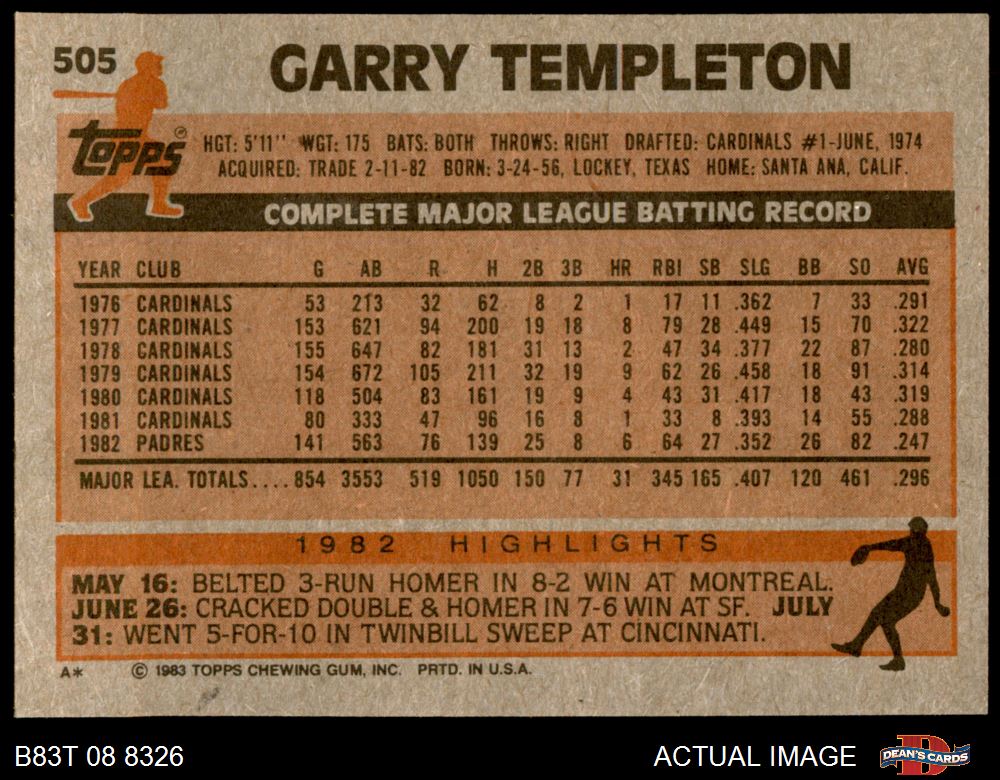 505
GARRY TEMPLETON
Topps®
HGT: 5'11'' WGT: 175 BATS: BOTH THROWS: RIGHT DRAFTED: CARDINALS #1-JUNE, 1974
ACQUIRED: TRADE 2-11-82 BORN: 3-24-56, LOCKEY, TEXAS HOME: SANTA ANA, CALIF.
COMPLETE MAJOR LEAGUE BATTING RECORD
YEAR CLUB G AB R H 2B 3B HR RBI SB SLG BB SO AVG
1976 CARDINALS 53 213 32 62 8 2 1 17 11 .362 7 33 .291
1977 CARDINALS 153 621 94 200 19 18 8 79 28 .449 15 70 .322
1978 CARDINALS 155 647 82 181 31 13 2 47 34 .377 22 87 .280
1979 CARDINALS 154 672 105 211 32 19 9 62 26 .458 18 91 .314
1980 CARDINALS 118 504 83 161 19 9 4 43 31 .417 18 43 .319
1981 CARDINALS 80 333 47 96 16 8 1 33 8 .393 14 55 .288
1982 PADRES 141 563 76 139 25 8 6 64 27 .352 26 82 .247
MAJOR LEA. TOTALS....854 3553 519 1050 150 77 31 345 165 .407 120 461 .296
1982 HIGHLIGHTS
MAY 16: BELTED 3-RUN HOMER IN 8-2 WIN AT MONTREAL.
JUNE 26: CRACKED DOUBLE & HOMER IN 7-6 WIN AT SF. JULY
31: WENT 5-FOR-10 IN TWINBILL SWEEP AT CINCINNATI.
A* © 1983 TOPPS CHEWING GUM, INC. PRTD. IN U.S.A.
B83T 08 8326
ACTUAL IMAGE
DEAN'S CARDS